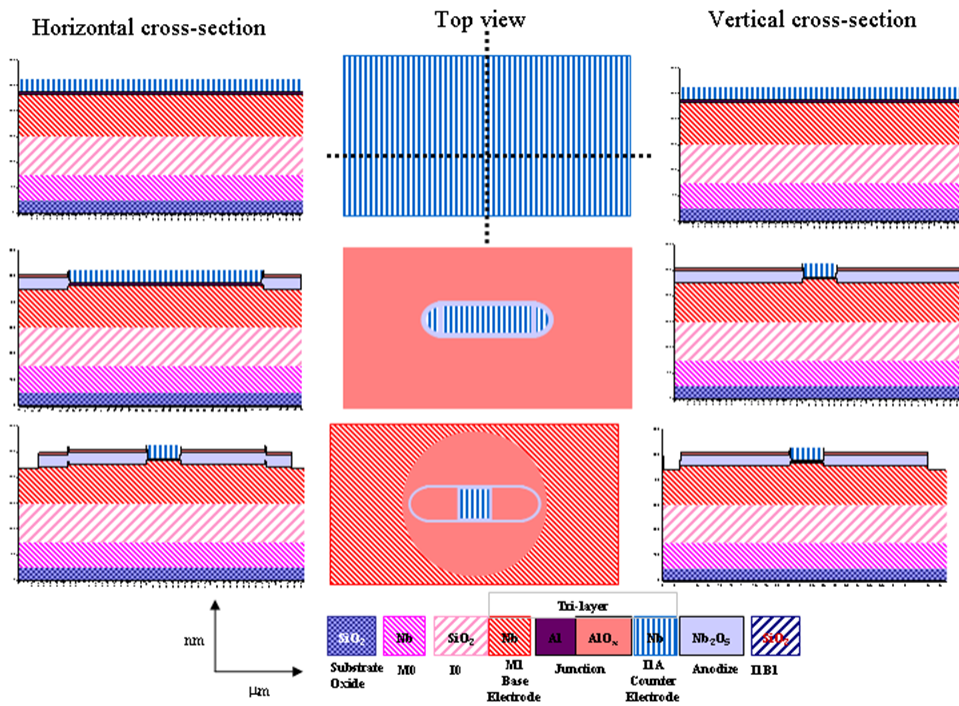 Horizontal cross-section
Top view
Vertical cross-section
nm
μm
Tri-layer
SiO₂ Nb SiO₂ Nb Al AlOₓ Nb Nb₂O₅ SiO₂
Substrate Oxide
M0
I0
M1 Base Electrode
Junction
I1A Counter Electrode
Anodize
I1B1